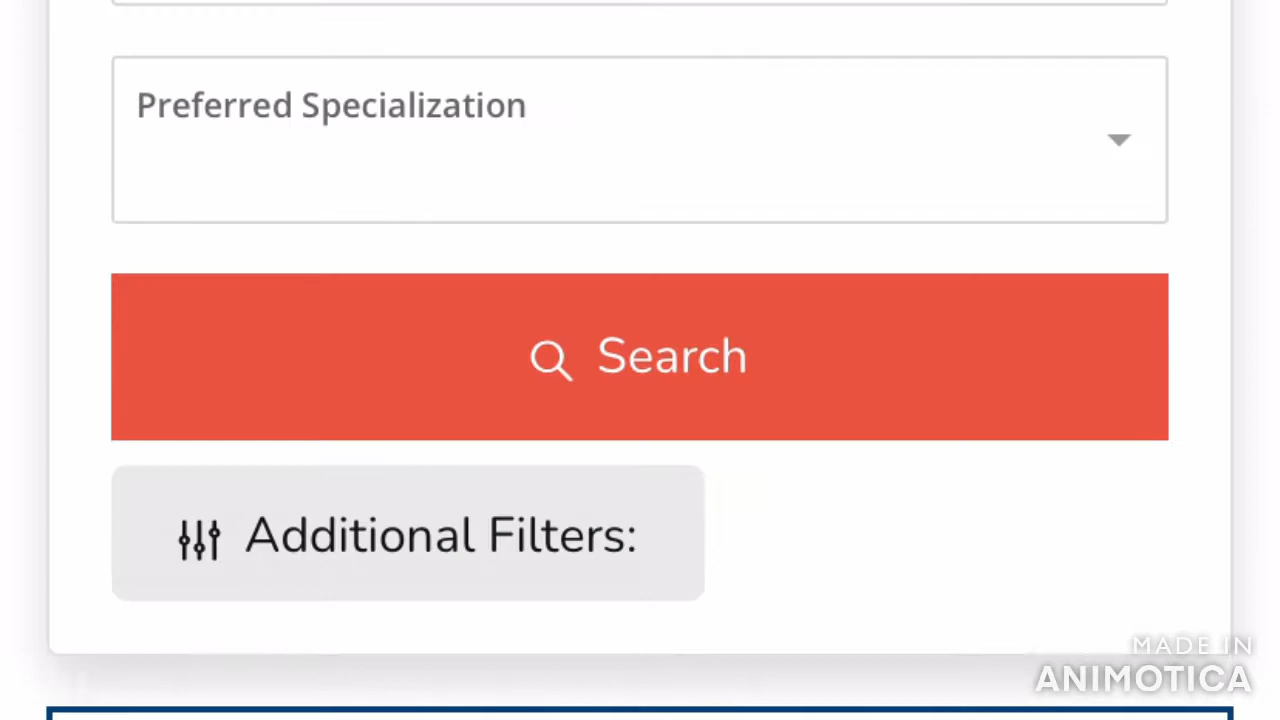 Preferred Specialization
Search
Additional Filters:
MADE IN
ANIMOTICA